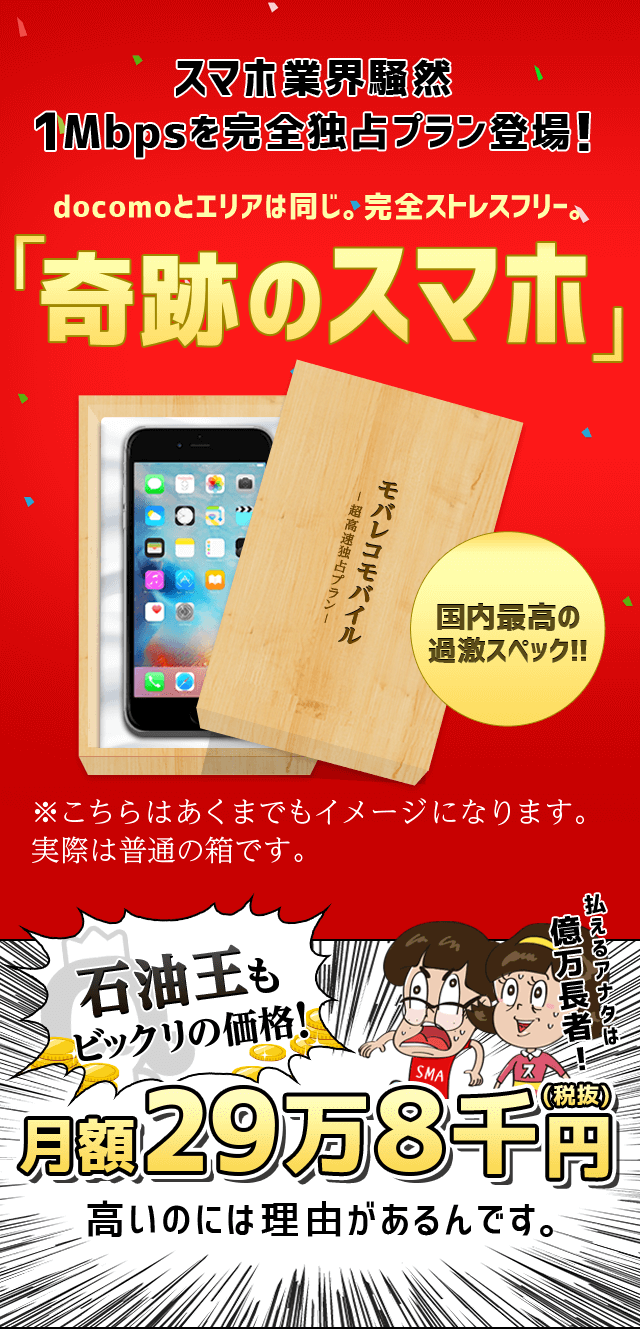 スマホ業界騒然
1Mbpsを完全独占プラン登場！
docomoとエリアは同じ。完全ストレスフリー。
「奇跡のスマホ」
モバレコモバイル
ー超高速独占プランー
国内最高の
過激スペック!!
※こちらはあくまでもイメージになります。
実際は普通の箱です。
払えるアナタは
億万長者！
石油王も
ビックリの価格！
SMA
ス
月額29万8千円(税抜)
高いのには理由があるんです。